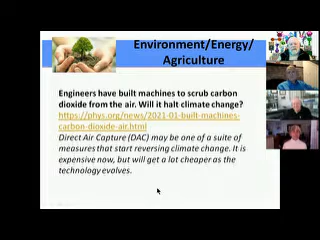 Environment/Energy/
Agriculture
Engineers have built machines to scrub carbon
dioxide from the air. Will it halt climate change?
https://phys.org/news/2021-01-built-machines-
carbon-dioxide-air.html
Direct Air Capture (DAC) may be one of a suite of
measures that start reversing climate change. It is
expensive now, but will get a lot cheaper as the
technology evolves.